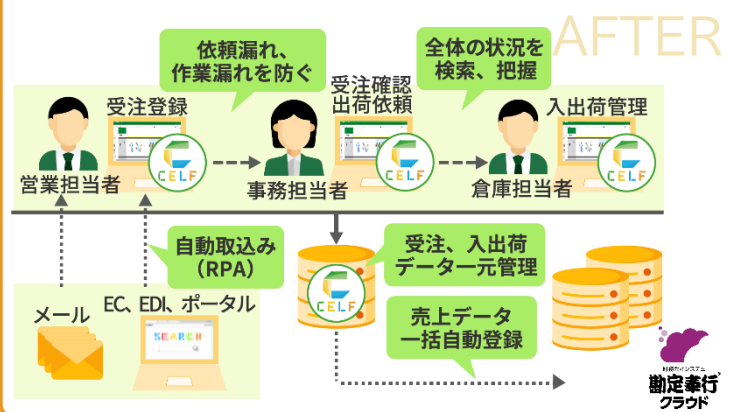 AFTER
依頼漏れ、
作業漏れを防ぐ
全体の状況を
検索、把握
受注登録
受注確認
出荷依頼
入出荷管理
CELF
CELF
CELF
営業担当者
事務担当者
倉庫担当者
自動取込み
(RPA)
受注、入出荷
データ一元管理
メール
EC、EDI、ポータル
SEARCH
CELF
売上データ
一括自動登録
勘定奉行
クラウド